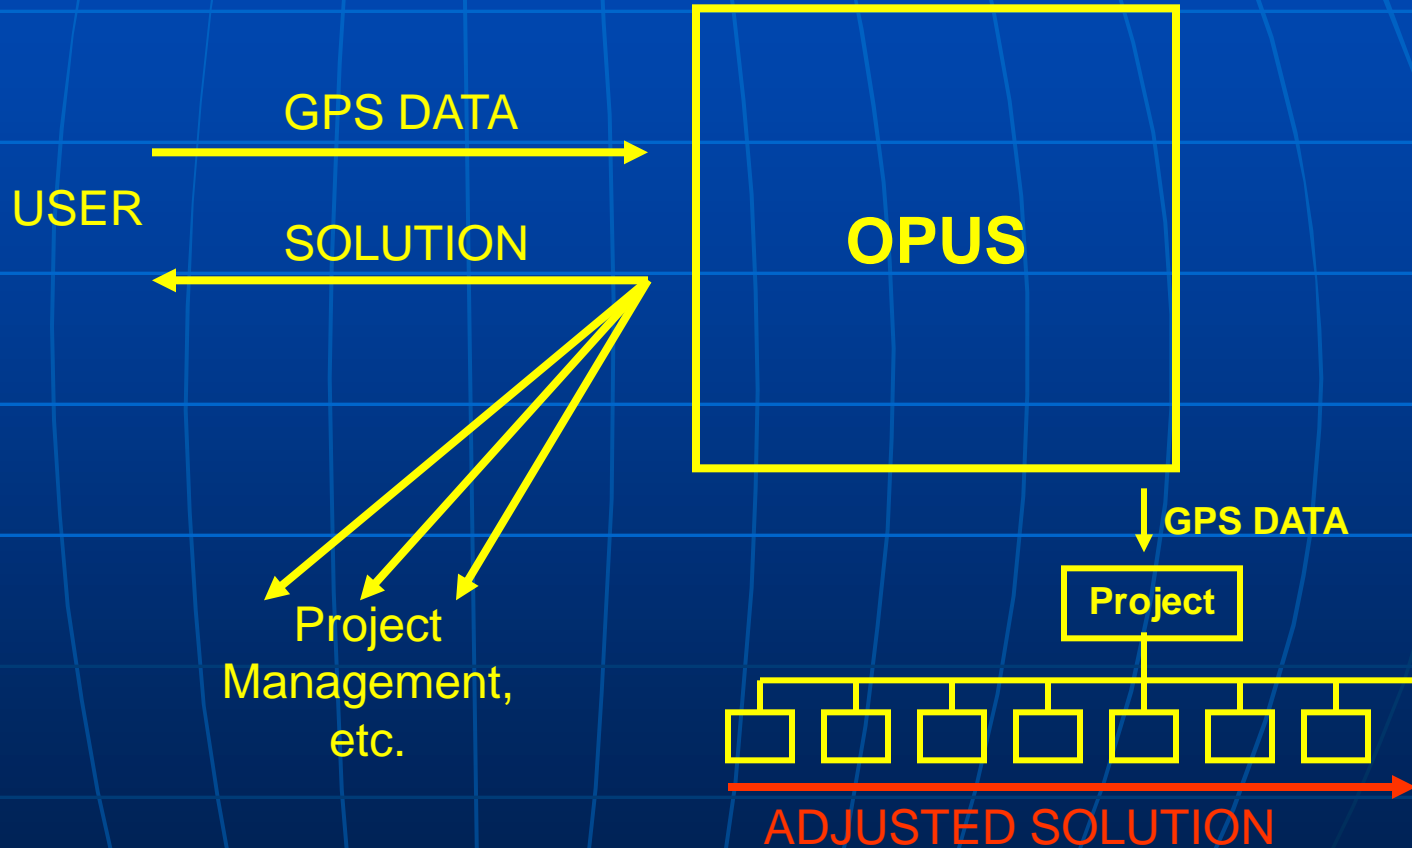 GPS DATA
USER
SOLUTION
OPUS
GPS DATA
Project
Project
Management,
etc.
ADJUSTED SOLUTION